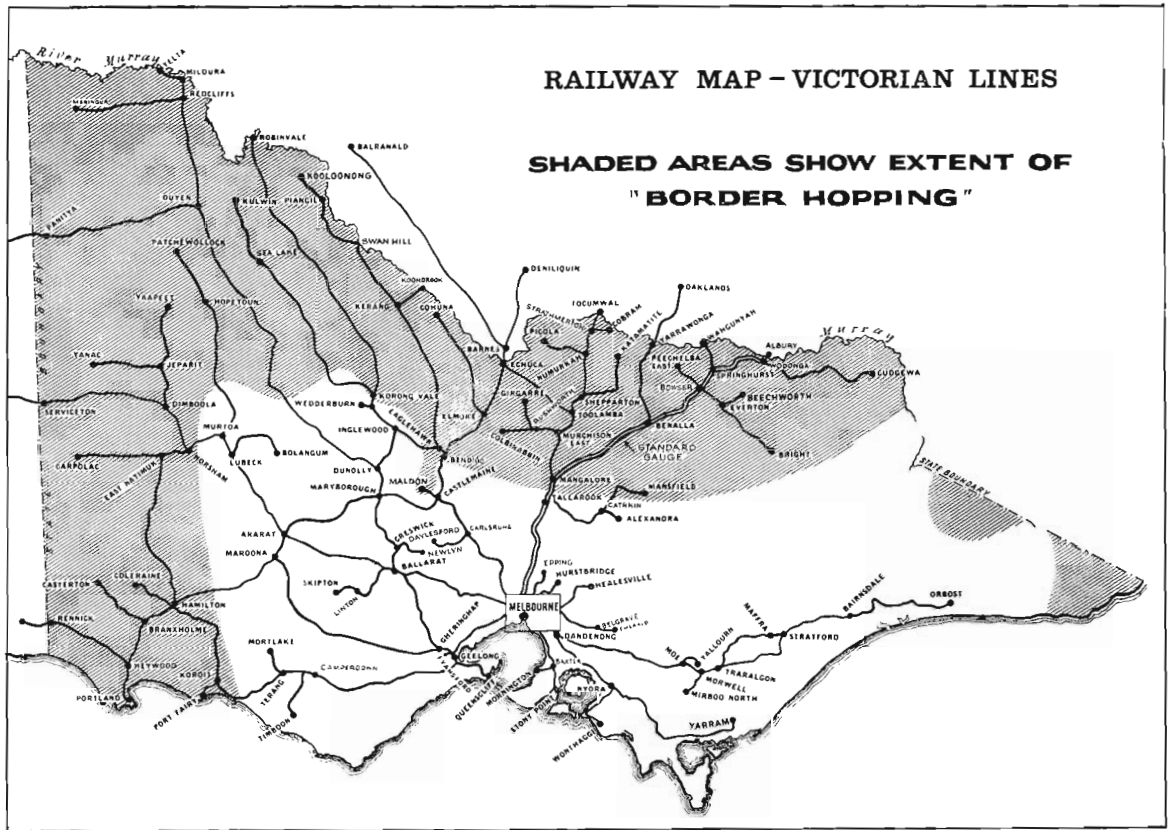 RAILWAY MAP – VICTORIAN LINES
SHADED AREAS SHOW EXTENT OF
"BORDER HOPPING"
River Murray
YELTA
MILDURA
REDCLIFFS
MERINGUR
ROBINVALE
BALRANALD
KOOLOONONG
OUYEN
KULWIN
PIANGIL
PANITYA
PATCHEWOLLOCK
SEA LAKE
SWAN HILL
KOONDROOK
DENILIQUIN
YAAPEET
HOPETOUN
KERANG
COHUNA
TOCUMWAL
OAKLANDS
STRATHMERTON
COBRAM
KATAMATITE
YARRAWONGA
WAHGUNYAH
Murray
PICOLA
NUMURKAH
BARNES
ECHUCA
PEECHELBA
EAST
ALBURY
WODONGA
SPRINGHURST
CUDGEWA
YANAC
JEPARIT
GIRGARRE
BOWSER
BEECHWORTH
EVERTON
SERVICETON
DIMBOOLA
WEDDERBURN
KORONG VALE
ELMORE
RUSHWORTH
SHEPPARTON
TOOLAMBA
MURTOA
INGLEWOOD
EAGLEHAWK
COLBINABBIN
MURCHISON
EAST
BENALLA
STANDARD
GAUGE
BRIGHT
CARPOLAC
EAST NATIMUK
HORSHAM
LUBECK
BOLANGUM
BENDIGO
DUNOLLY
MALDON
CASTLEMAINE
MANGALORE
MANSFIELD
STATE BOUNDARY
MARYBOROUGH
TALLAROOK
CATHKIN
ALEXANDRA
ARARAT
CRESWICK
DAYLESFORD
CARLSRUHE
MAROONA
NEWLYN
BALLARAT
EPPING
HURSTBRIDGE
HEALESVILLE
CASTERTON
COLERAINE
SKIPTON
LINTON
HAMILTON
MELBOURNE
BELGRAVE
EMERALD
BAIRNSDALE
ORBOST
RENNICK
BRANXHOLME
GHERINGHAP
DANDENONG
MAFFRA
STRATFORD
MORTLAKE
HEYWOOD
KOROIT
CAMPERDOWN
GEELONG
FYANSFORD
BAXTER
MOE
YALLOURN
TRARALGON
MORWELL
MIRBOO NORTH
PORTLAND
PORT FAIRY
TERANG
TIMBOON
QUEENSCLIFF
MORNINGTON
NYORA
STONY POINT
WONTHAGGI
YARRAM